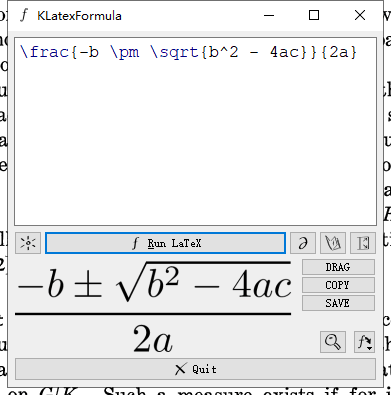 KLatexFormula
\frac{-b \pm \sqrt{b^2 - 4ac}}{2a}
Run LaTeX
DRAG
COPY
SAVE
−b ± √b² − 4ac
2a
Quit
on G/K. Such a measure exists if for